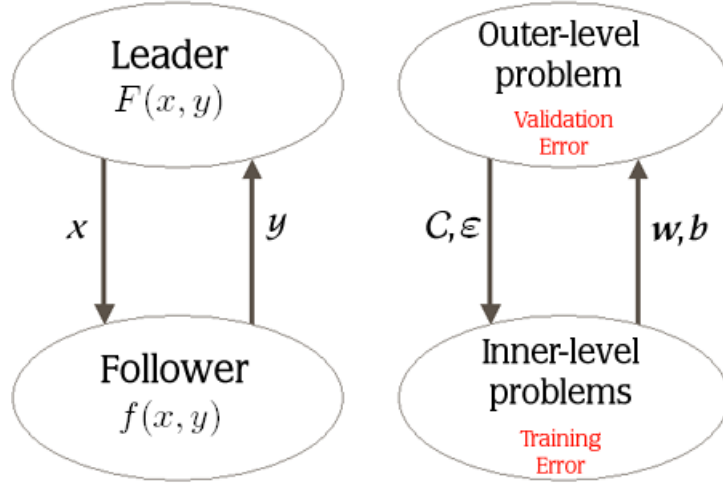 Leader
F(x, y)
x
y
Follower
f(x, y)
Outer-level
problem
Validation
Error
C, ε
w, b
Inner-level
problems
Training
Error